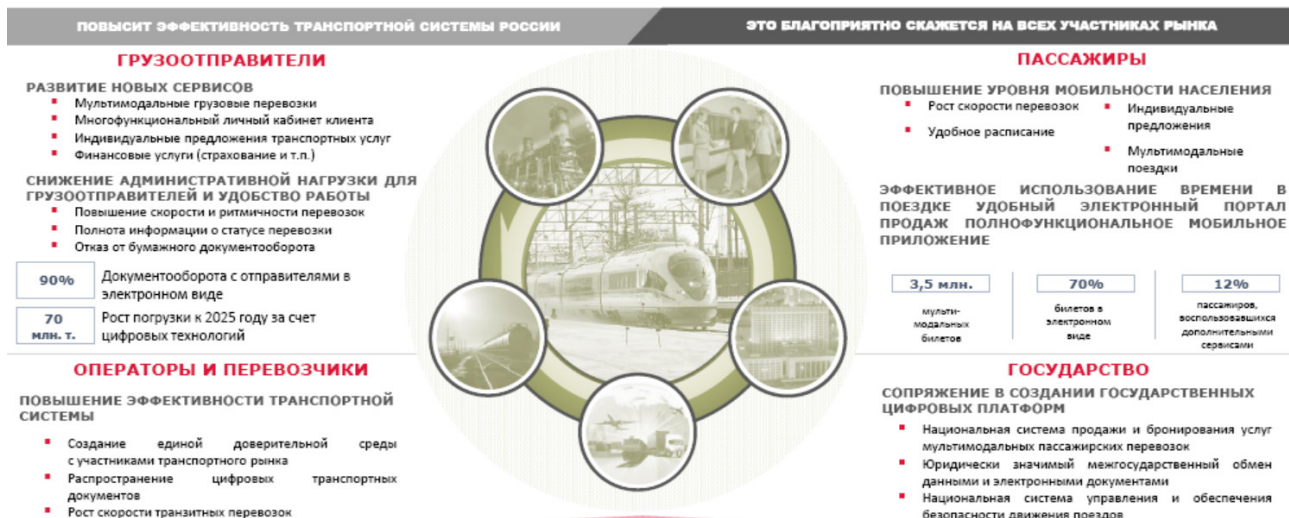 ПОВЫСИТ ЭФФЕКТИВНОСТЬ ТРАНСПОРТНОЙ СИСТЕМЫ РОССИИ
ЭТО БЛАГОПРИЯТНО СКАЖЕТСЯ НА ВСЕХ УЧАСТНИКАХ РЫНКА
ГРУЗООТПРАВИТЕЛИ
РАЗВИТИЕ НОВЫХ СЕРВИСОВ
Мультимодальные грузовые перевозки
Многофункциональный личный кабинет клиента
Индивидуальные предложения транспортных услуг
Финансовые услуги (страхование и т.п.)
СНИЖЕНИЕ АДМИНИСТРАТИВНОЙ НАГРУЗКИ ДЛЯ
ГРУЗООТПРАВИТЕЛЕЙ И УДОБСТВО РАБОТЫ
Повышение скорости и ритмичности перевозок
Полнота информации о статусе перевозки
Отказ от бумажного документооборота
90%
Документооборота с отправителями в
электронном виде
70
млн. т.
Рост погрузки к 2025 году за счет
цифровых технологий
ОПЕРАТОРЫ И ПЕРЕВОЗЧИКИ
ПОВЫШЕНИЕ ЭФФЕКТИВНОСТИ ТРАНСПОРТНОЙ
СИСТЕМЫ
Создание единой доверительной среды
с участниками транспортного рынка
Распространение цифровых транспортных
документов
Рост скорости транзитных перевозок
ПАССАЖИРЫ
ПОВЫШЕНИЕ УРОВНЯ МОБИЛЬНОСТИ НАСЕЛЕНИЯ
Рост скорости перевозок
Удобное расписание
Индивидуальные
предложения
Мультимодальные
поездки
ЭФФЕКТИВНОЕ ИСПОЛЬЗОВАНИЕ ВРЕМЕНИ В
ПОЕЗДКЕ УДОБНЫЙ ЭЛЕКТРОННЫЙ ПОРТАЛ
ПРОДАЖ ПОЛНОФУНКЦИОНАЛЬНОЕ МОБИЛЬНОЕ
ПРИЛОЖЕНИЕ
3,5 млн.
мульти-
модальных
билетов
70%
билетов в
электронном
виде
12%
пассажиров,
воспользовавшихся
дополнительными
сервисами
ГОСУДАРСТВО
СОПРЯЖЕНИЕ В СОЗДАНИИ ГОСУДАРСТВЕННЫХ
ЦИФРОВЫХ ПЛАТФОРМ
Национальная система продажи и бронирования услуг
мультимодальных пассажирских перевозок
Юридически значимый межгосударственный обмен
данными и электронными документами
Национальная система управления и обеспечения
безопасности движения поездов